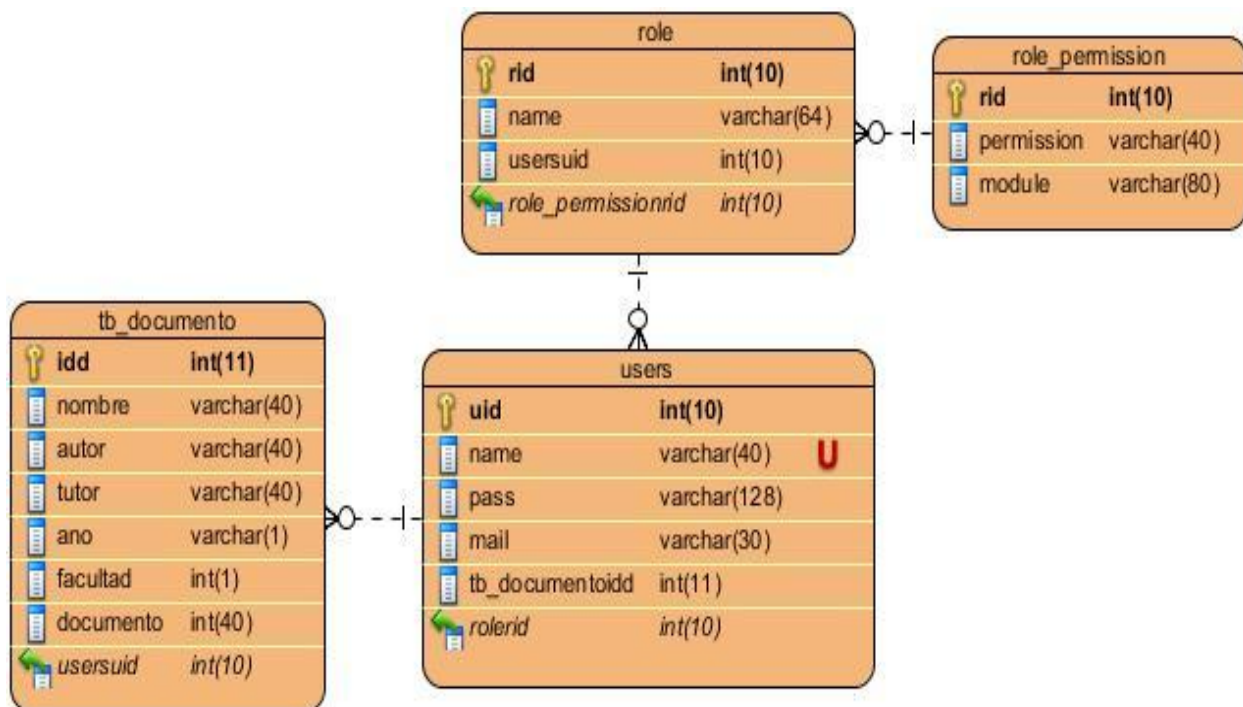 role
rid int(10)
name varchar(64)
usersuid int(10)
role_permissionrid int(10)
role_permission
rid int(10)
permission varchar(40)
module varchar(80)
tb_documento
idd int(11)
nombre varchar(40)
autor varchar(40)
tutor varchar(40)
ano varchar(1)
facultad int(1)
documento int(40)
usersuid int(10)
users
uid int(10)
name varchar(40) U
pass varchar(128)
mail varchar(30)
tb_documentoidd int(11)
rolerid int(10)